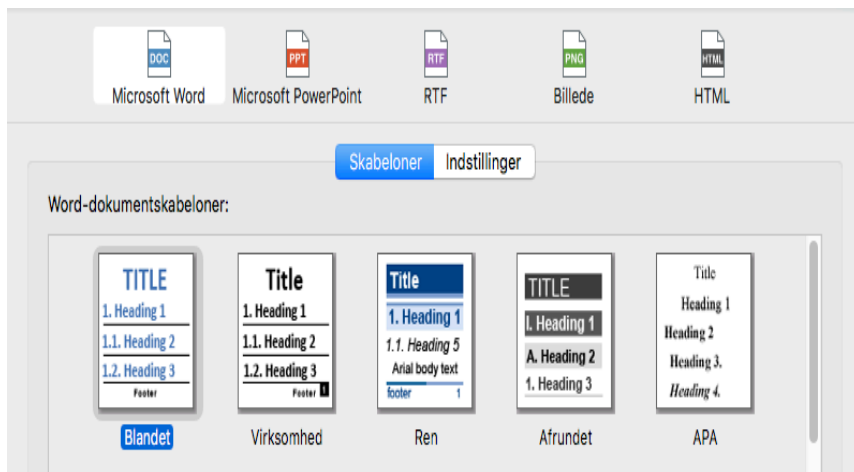 DOC PPT RTF PNG HTML
Microsoft Word Microsoft PowerPoint RTF Billede HTML
Skabeloner Indstillinger
Word-dokumentskabeloner:
TITLE
1. Heading 1
1.1. Heading 2
1.2. Heading 3
Footer
Blandet
Title
1. Heading 1
1.1. Heading 2
1.2. Heading 3
Footer 1
Virksomhed
Title
1. Heading 1
1.1. Heading 5
Arial body text
footer 1
Ren
TITLE
I. Heading 1
A. Heading 2
1. Heading 3
Afrundet
Title
Heading 1
Heading 2
Heading 3.
Heading 4.
APA